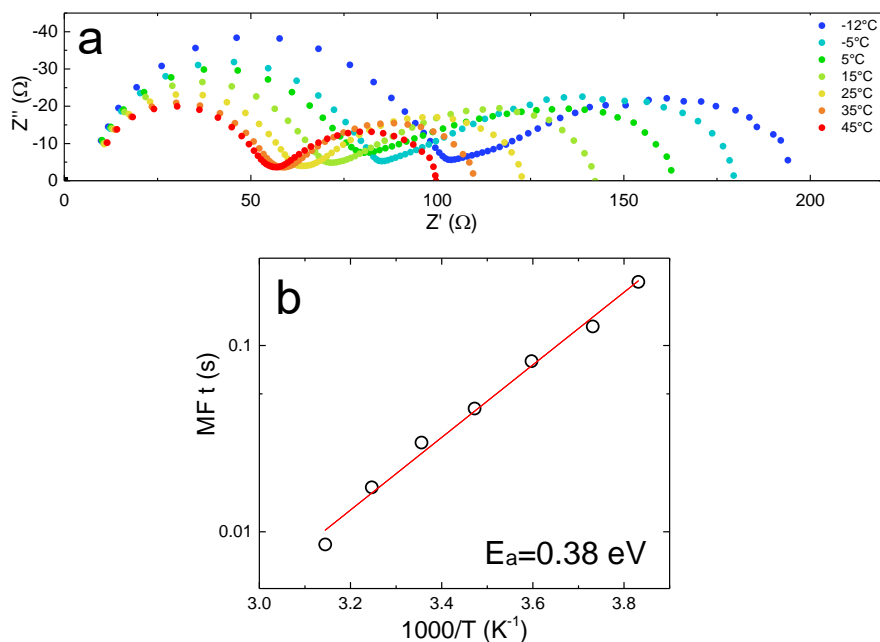 a
-40
-30
-20
-10
0
Z'' (Ω)
0
50
100
150
200
Z' (Ω)
-12°C
-5°C
5°C
15°C
25°C
35°C
45°C
b
0.1
0.01
MF t (s)
Eₐ=0.38 eV
3.0
3.2
3.4
3.6
3.8
1000/T (K⁻¹)